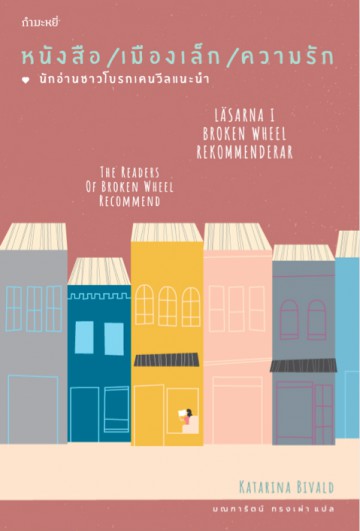 กำมะหยี่
หนังสือ/เมืองเล็ก/ความรัก
นักอ่านชาวโบรกเคนวีลแนะนำ
LÄSARNA I
BROKEN WHEEL
REKOMMENDERAR
THE READERS
OF BROKEN WHEEL
RECOMMEND
KATARINA BIVALD
มณฑารัตน์ ทรงเผ่า แปล